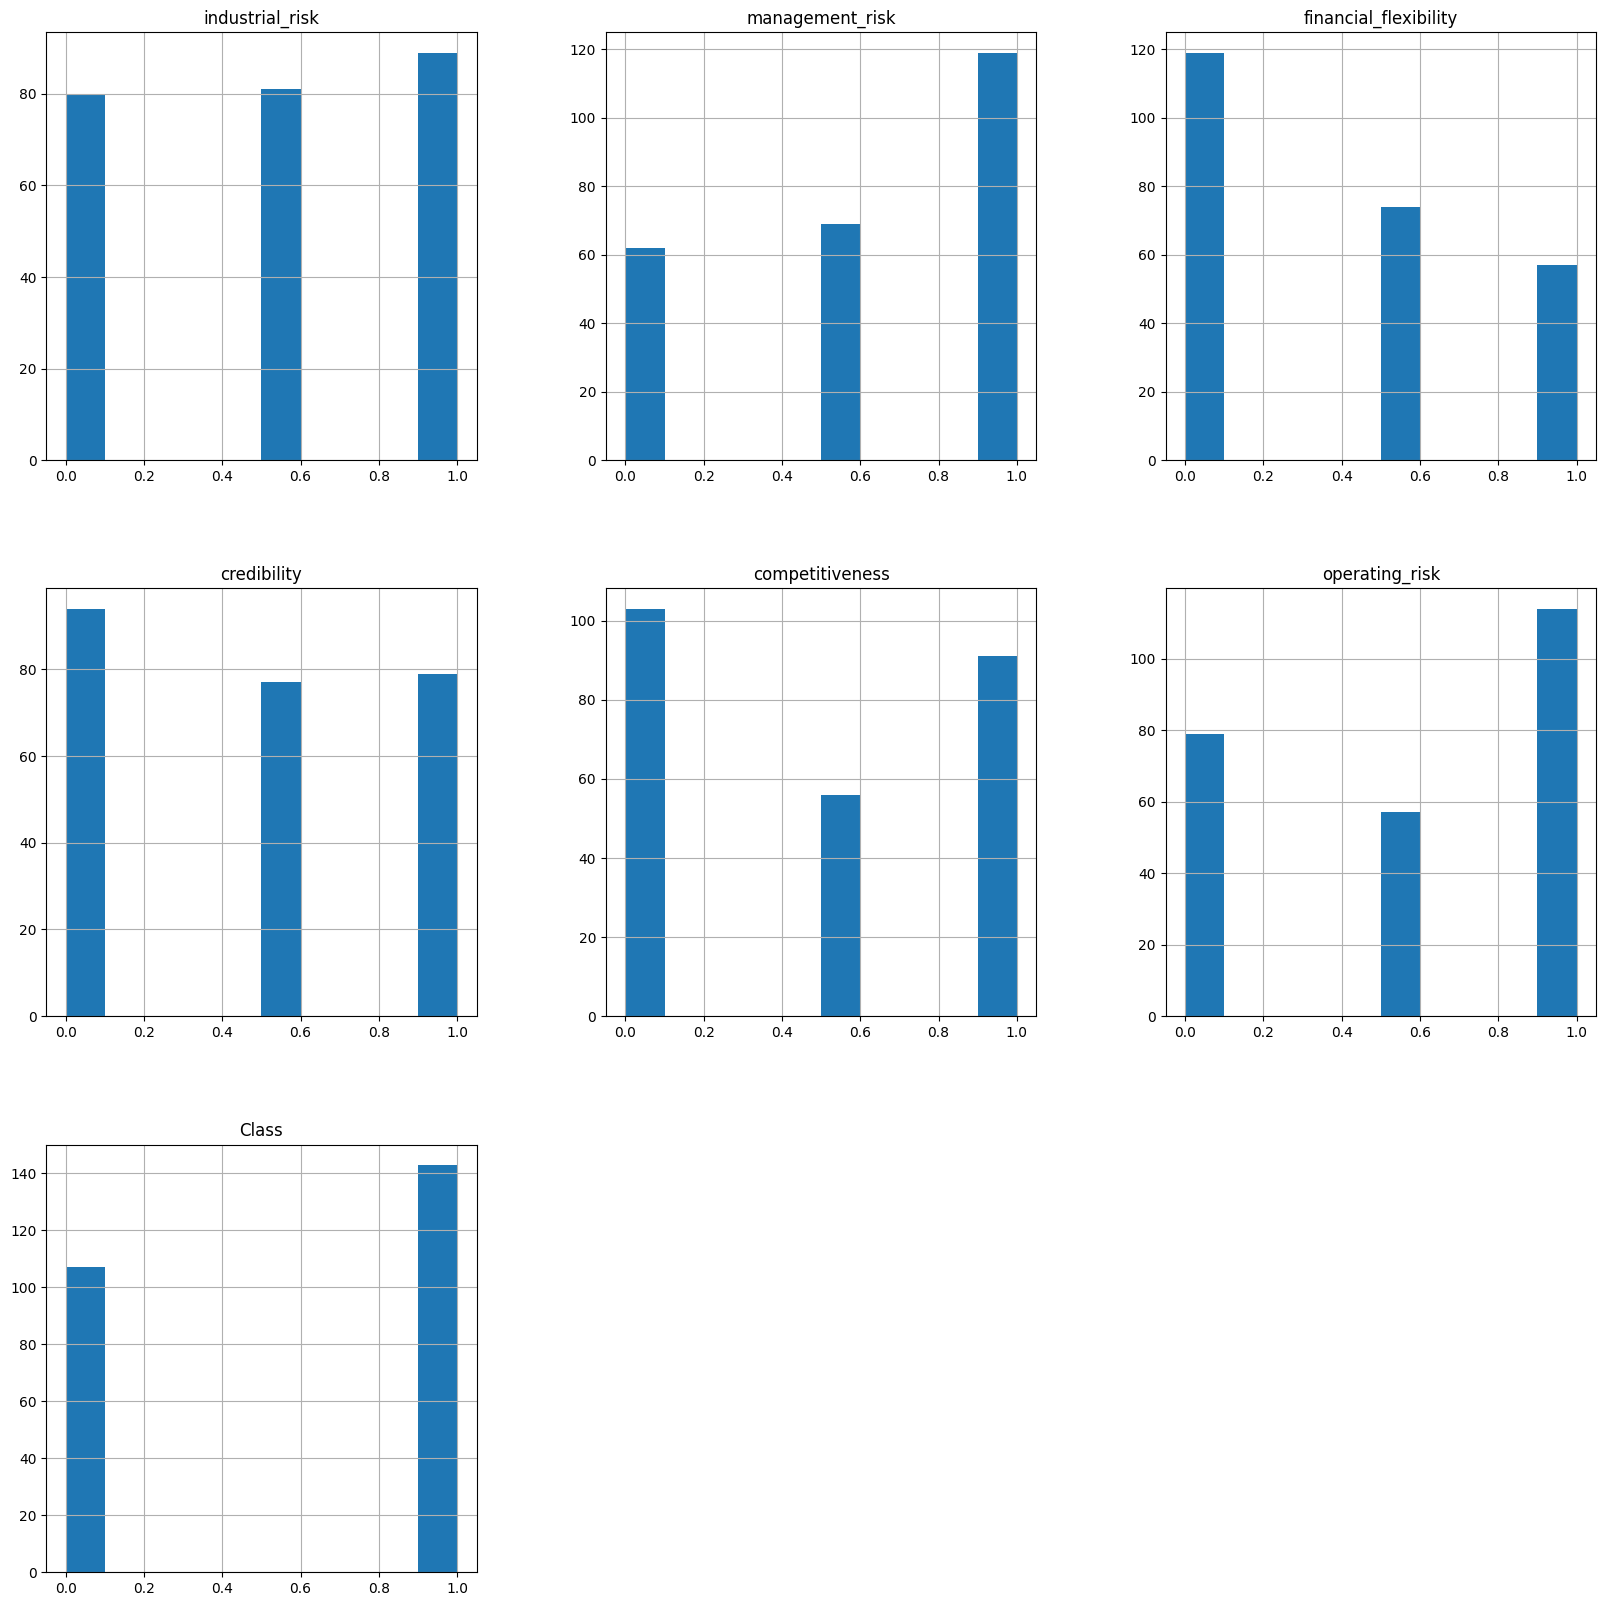 industrial_risk management_risk financial_flexibility
80 120 120
60 100 100
40 80 80
20 60 60
0 40 40
20 20
0 0
0.0 0.2 0.4 0.6 0.8 1.0 0.0 0.2 0.4 0.6 0.8 1.0 0.0 0.2 0.4 0.6 0.8 1.0
credibility competitiveness operating_risk
80 100 100
60 80 80
40 60 60
20 40 40
0 20 20
0 0
0.0 0.2 0.4 0.6 0.8 1.0 0.0 0.2 0.4 0.6 0.8 1.0 0.0 0.2 0.4 0.6 0.8 1.0
Class
140
120
100
80
60
40
20
0
0.0 0.2 0.4 0.6 0.8 1.0